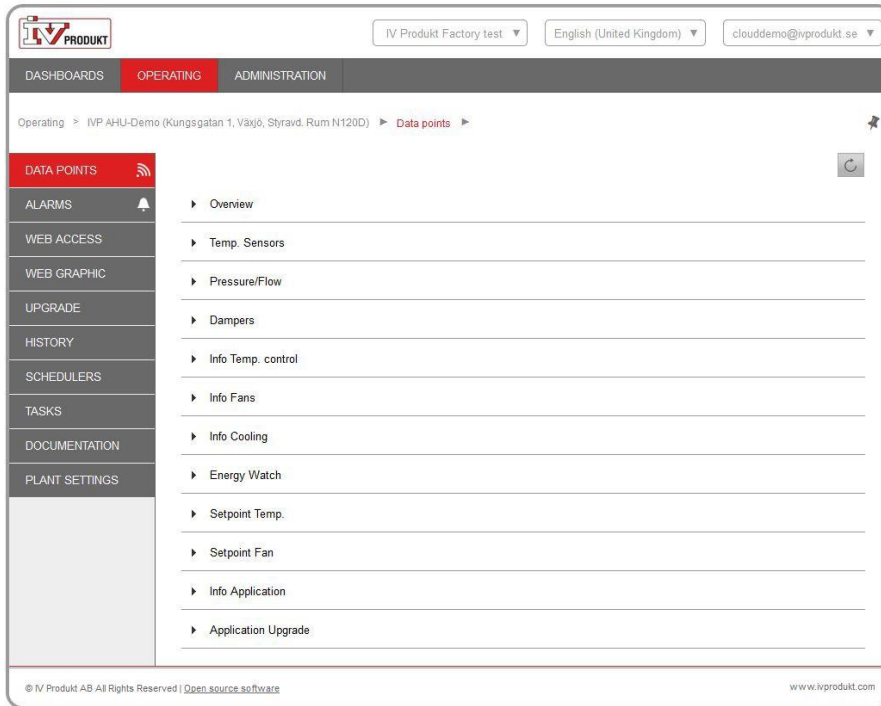 IV PRODUKT
IV Produkt Factory test
English (United Kingdom)
clouddemo@ivprodukt.se
DASHBOARDS
OPERATING
ADMINISTRATION
Operating > IVP AHU-Demo (Kungsgatan 1, Växjö, Styravd. Rum N120D) ► Data points ►
DATA POINTS
ALARMS
WEB ACCESS
WEB GRAPHIC
UPGRADE
HISTORY
SCHEDULERS
TASKS
DOCUMENTATION
PLANT SETTINGS
Overview
Temp. Sensors
Pressure/Flow
Dampers
Info Temp. control
Info Fans
Info Cooling
Energy Watch
Setpoint Temp.
Setpoint Fan
Info Application
Application Upgrade
© IV Produkt AB All Rights Reserved | Open source software
www.ivprodukt.com